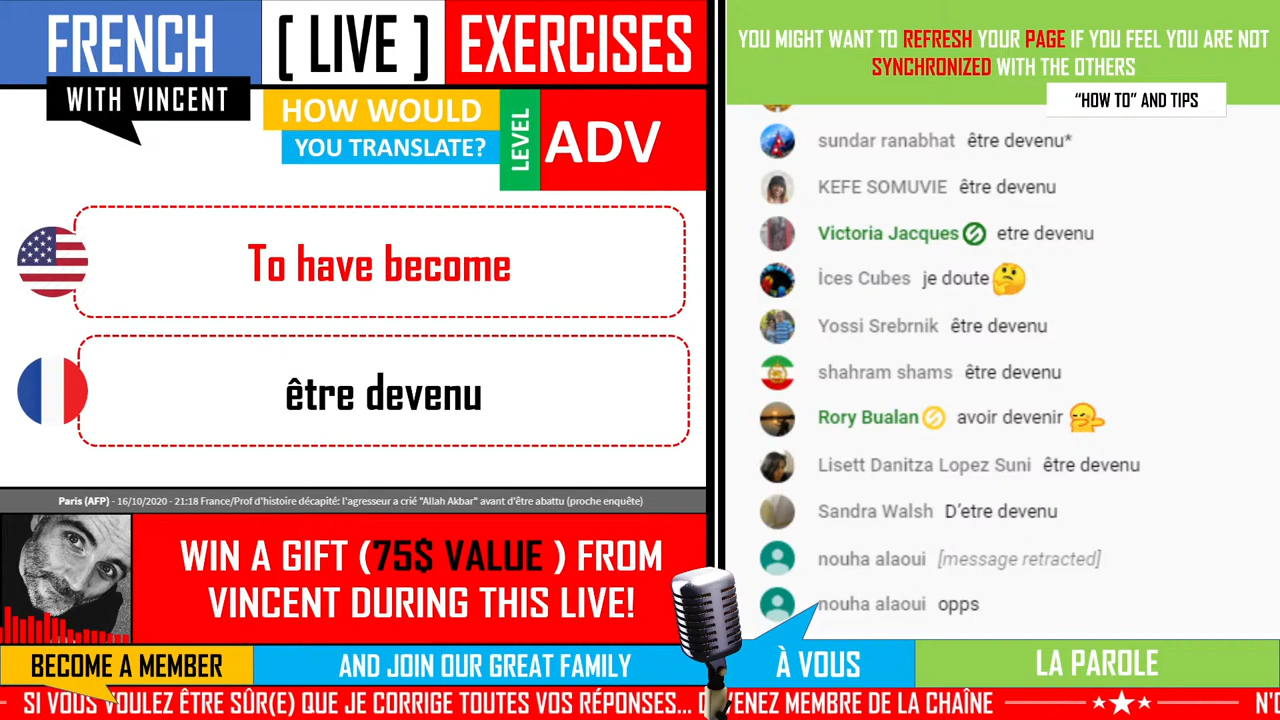 FRENCH
[ LIVE ]
EXERCISES
WITH VINCENT
HOW WOULD
YOU TRANSLATE?
LEVEL
ADV
To have become
être devenu
Paris (AFP) - 16/10/2020 - 21:18 France/Prof d'histoire décapité: l'agresseur a crié "Allah Akbar" avant d'être abattu (proche enquête)
WIN A GIFT (75$ VALUE ) FROM
VINCENT DURING THIS LIVE!
BECOME A MEMBER
AND JOIN OUR GREAT FAMILY
YOU MIGHT WANT TO REFRESH YOUR PAGE IF YOU FEEL YOU ARE NOT
SYNCHRONIZED WITH THE OTHERS
“HOW TO” AND TIPS
sundar ranabhat être devenu*
KEFE SOMUVIE être devenu
Victoria Jacques etre devenu
İces Cubes je doute
Yossi Srebrnik être devenu
shahram shams être devenu
Rory Bualan avoir devenir
Lisett Danitza Lopez Suni être devenu
Sandra Walsh D'etre devenu
nouha alaoui [message retracted]
nouha alaoui opps
À VOUS
LA PAROLE
SI VOUS VOULEZ ÊTRE SÛR(E) QUE JE CORRIGE TOUTES VOS RÉPONSES... DEVENEZ MEMBRE DE LA CHAÎNE